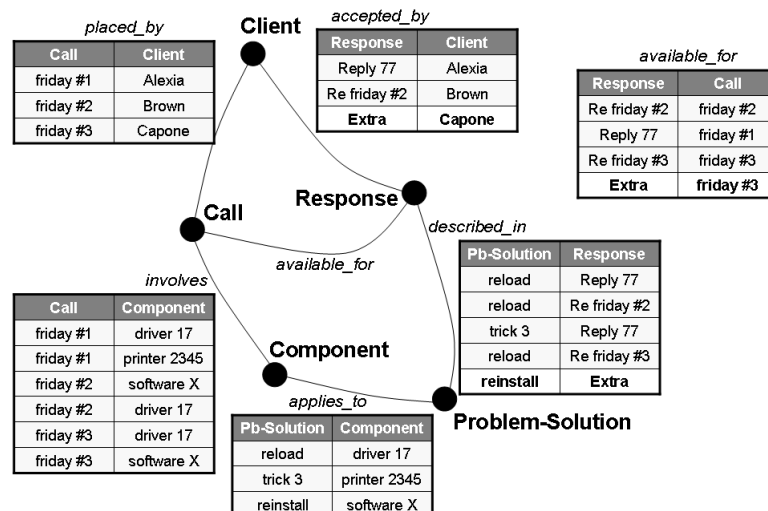 placed_by
Call Client
friday #1 Alexia
friday #2 Brown
friday #3 Capone
Client
accepted_by
Response Client
Reply 77 Alexia
Re friday #2 Brown
Extra Capone
available_for
Response Call
Re friday #2 friday #2
Reply 77 friday #1
Re friday #3 friday #3
Extra friday #3
Response
Call
available_for
described_in
Pb-Solution Response
reload Reply 77
reload Re friday #2
trick 3 Reply 77
reload Re friday #3
reinstall Extra
involves
Call Component
friday #1 driver 17
friday #1 printer 2345
friday #2 software X
friday #2 driver 17
friday #3 driver 17
friday #3 software X
Component
applies_to
Pb-Solution Component
reload driver 17
trick 3 printer 2345
reinstall software X
Problem-Solution